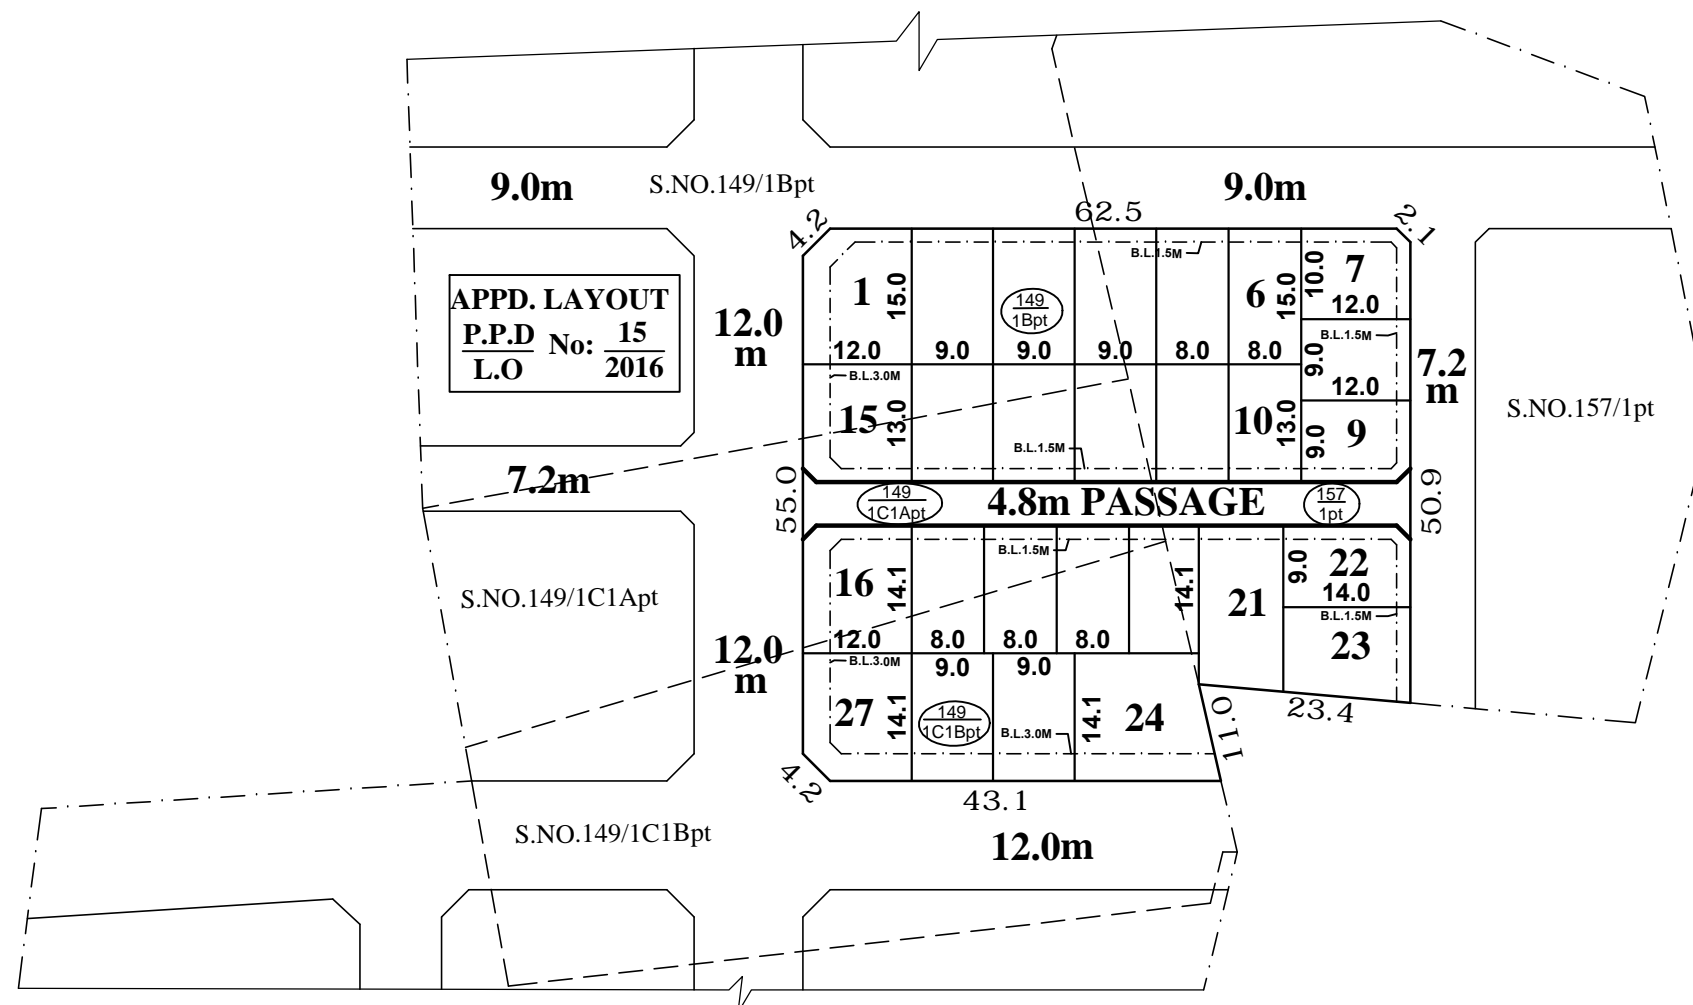 9.0m
S.NO.149/1Bpt
9.0m
4.2
62.5
2.1
APPD. LAYOUT
P.P.D
L.O
No:
15
2016
12.0
m
1
15.0
149
1Bpt
B.L.1.5M
6
15.0
10.0
7
12.0
B.L.1.5M
12.0
9.0
9.0
9.0
8.0
8.0
9.0
12.0
7.2
m
B.L.3.0M
15
13.0
B.L.1.5M
10
13.0
9.0
9
S.NO.157/1pt
7.2m
55.0
149
1C1Apt
4.8m PASSAGE
157
1pt
50.9
S.NO.149/1C1Apt
16
14.1
B.L.1.5M
14.1
21
9.0
22
14.0
B.L.1.5M
23
12.0
m
12.0
8.0
8.0
8.0
B.L.3.0M
9.0
9.0
27
14.1
149
1C1Bpt
B.L.3.0M
14.1
24
11.0
23.4
4.2
43.1
S.NO.149/1C1Bpt
12.0m